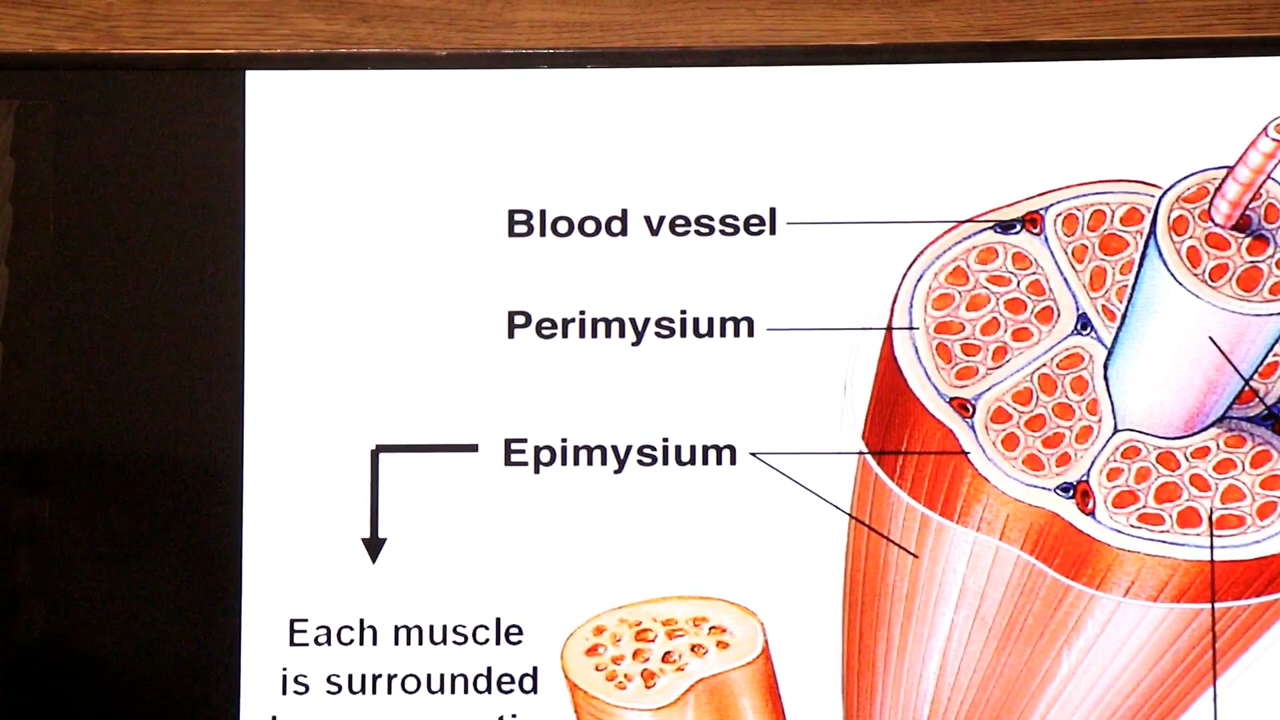 Blood vessel
Perimysium
Epimysium
Each muscle
is surrounded